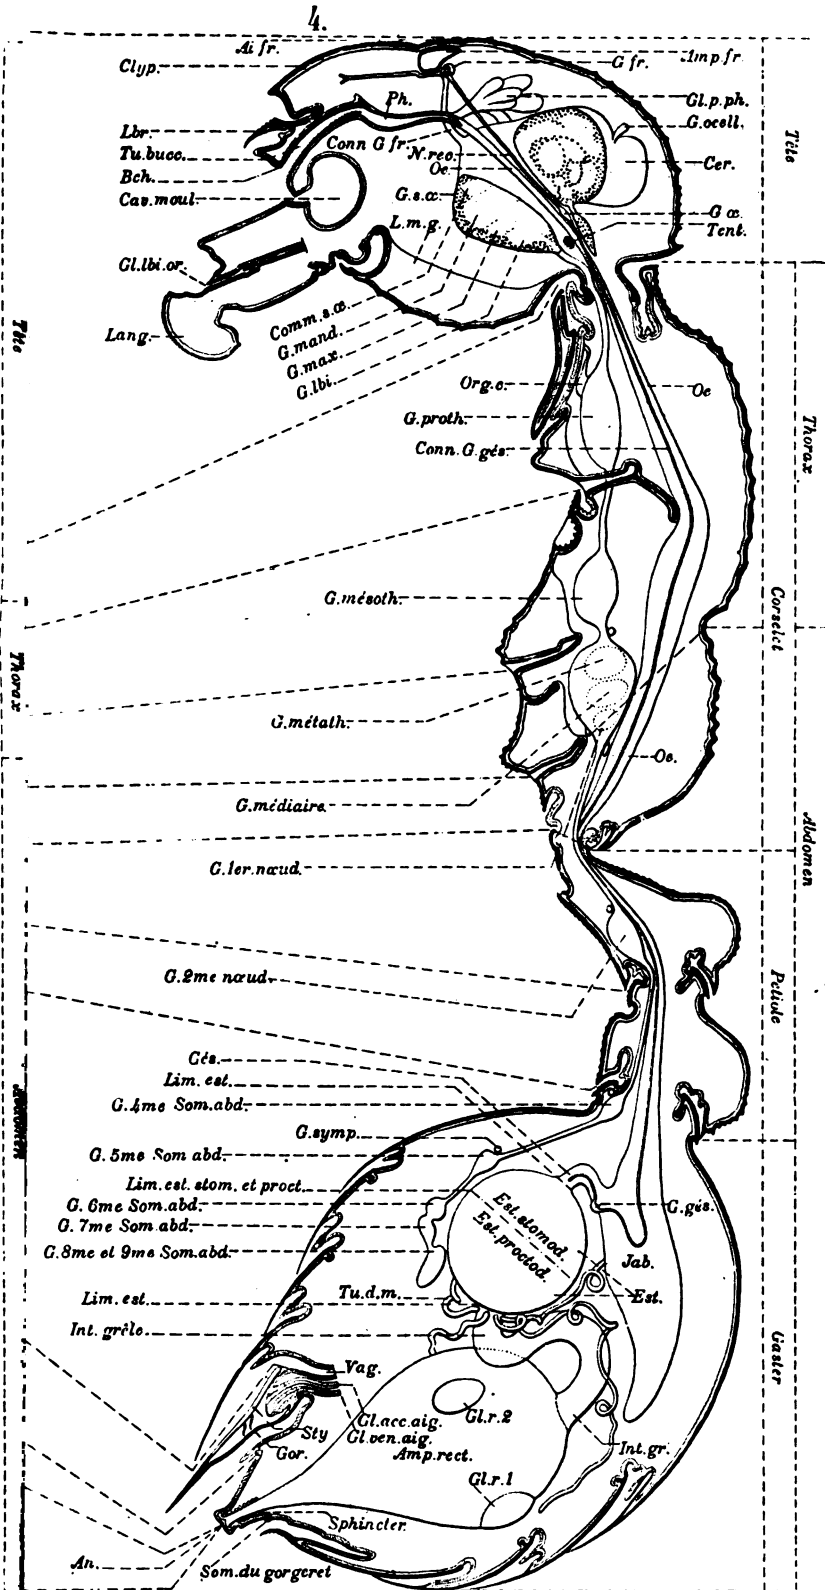 4.
Ai fr.
Clyp.
G fr.
Amp.fr.
Ph.
Gl.p.ph.
G.ocell.
Lbr.
Tu.bucc.
Bch.
Cav.moul.
Conn G fr.
N.rec.
Oe.
Cer.
G.s.œ.
L.m.g.
G œ.
Tent.
Gl.lbi.or.
Lang.
Comm.s.œ.
G.mand.
G.max.
G.lbi.
Tête
Tête
Org.c.
Oe
G.proth.
Conn.G.gés.
Thorax
G.mésoth.
Corselet
Thorax
G.métath.
Oe.
G.médiaire.
Abdomen
G.1er.nœud.
G.2me nœud.
Petiole
Gés.
Lim.est.
G.4me Som.abd.
G.symp.
G.5me Som abd.
Lim.est.stom. et proct.
G.6me Som.abd.
G.7me Som.abd.
G.8me et 9me Som.abd.
Est.stomod.
Est.proctod.
C.gés.
Jab.
Tu.d.m.
Est.
Lim.est.
Int.grêle.
Gaster
Vag.
Gl.acc.aig.
Gl.ven.aig.
Gl.r.2
Sty
Gor.
Amp.rect.
Int.gr.
Gl.r.1
Sphincter.
An.
Som.du gorgeret